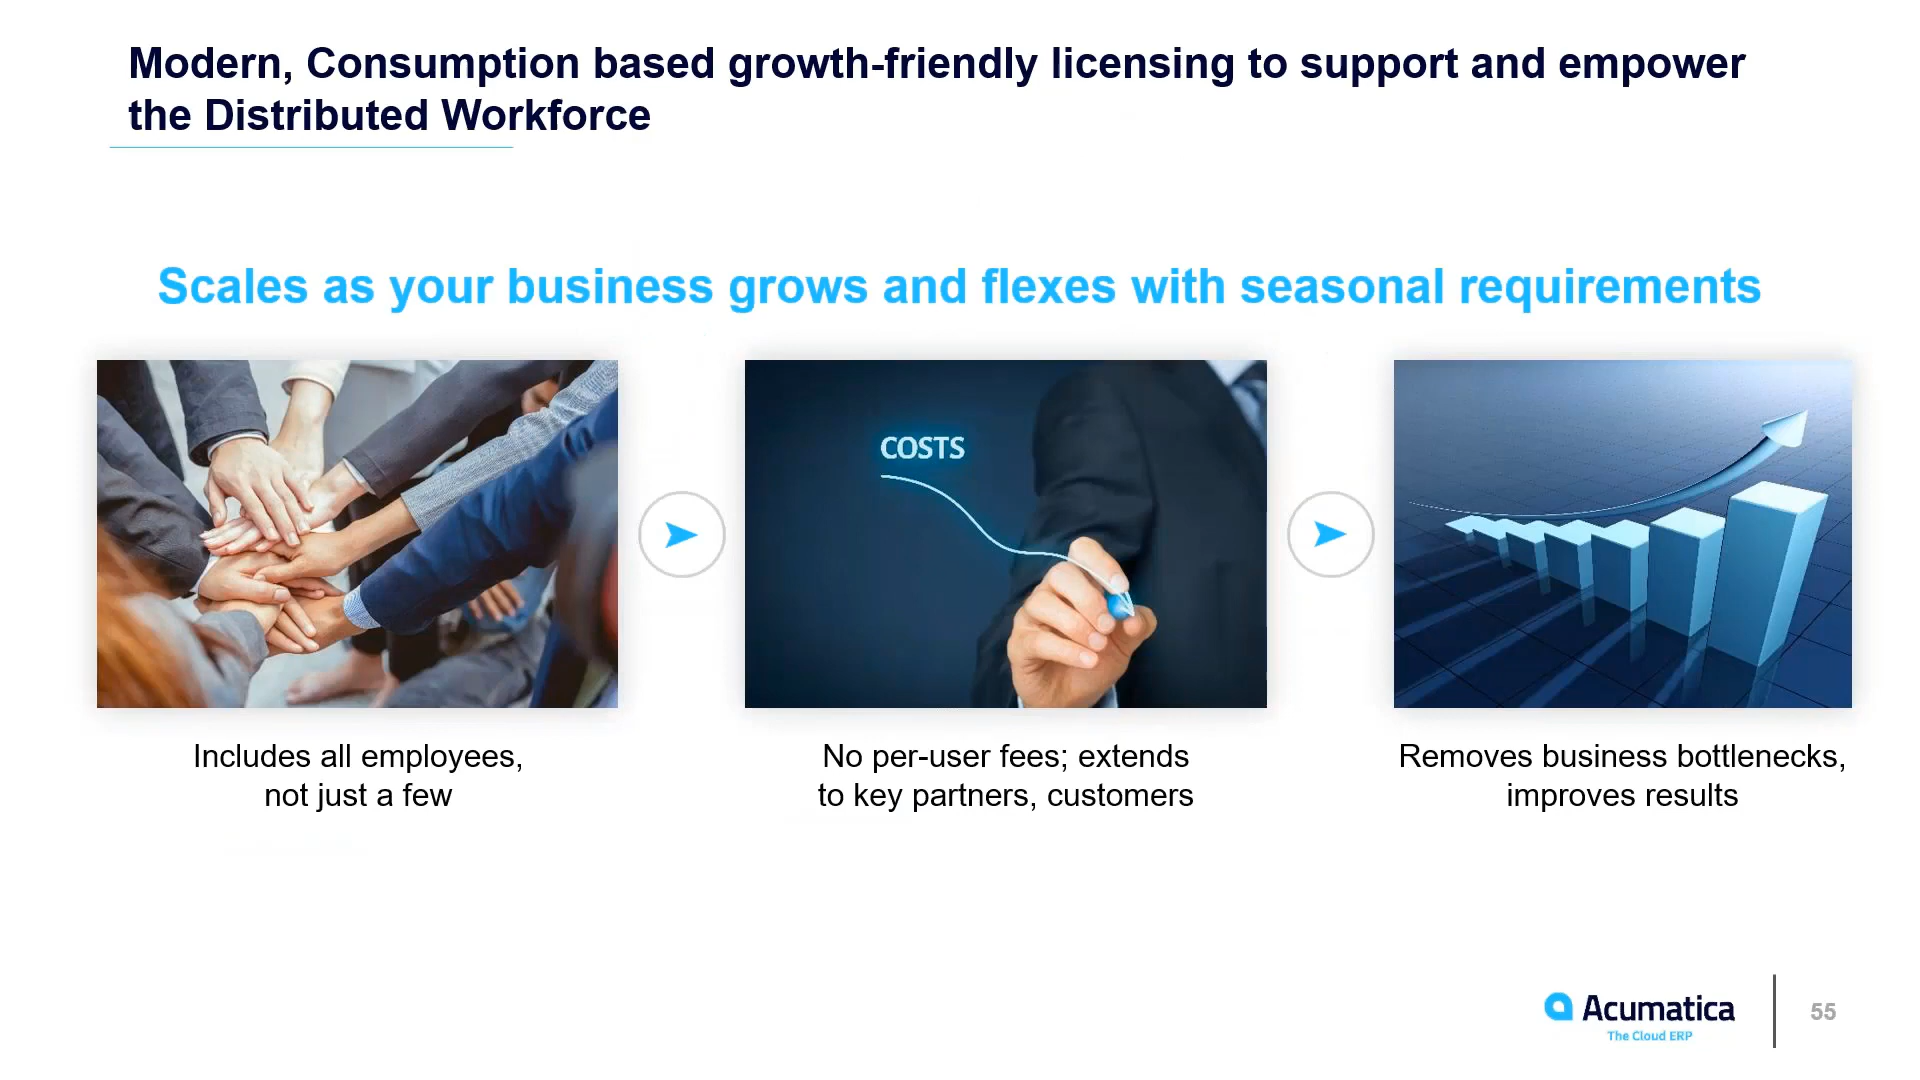 Modern, Consumption based growth-friendly licensing to support and empower
the Distributed Workforce
Scales as your business grows and flexes with seasonal requirements
COSTS
Includes all employees,
not just a few
No per-user fees; extends
to key partners, customers
Removes business bottlenecks,
improves results
Acumatica
The Cloud ERP
55